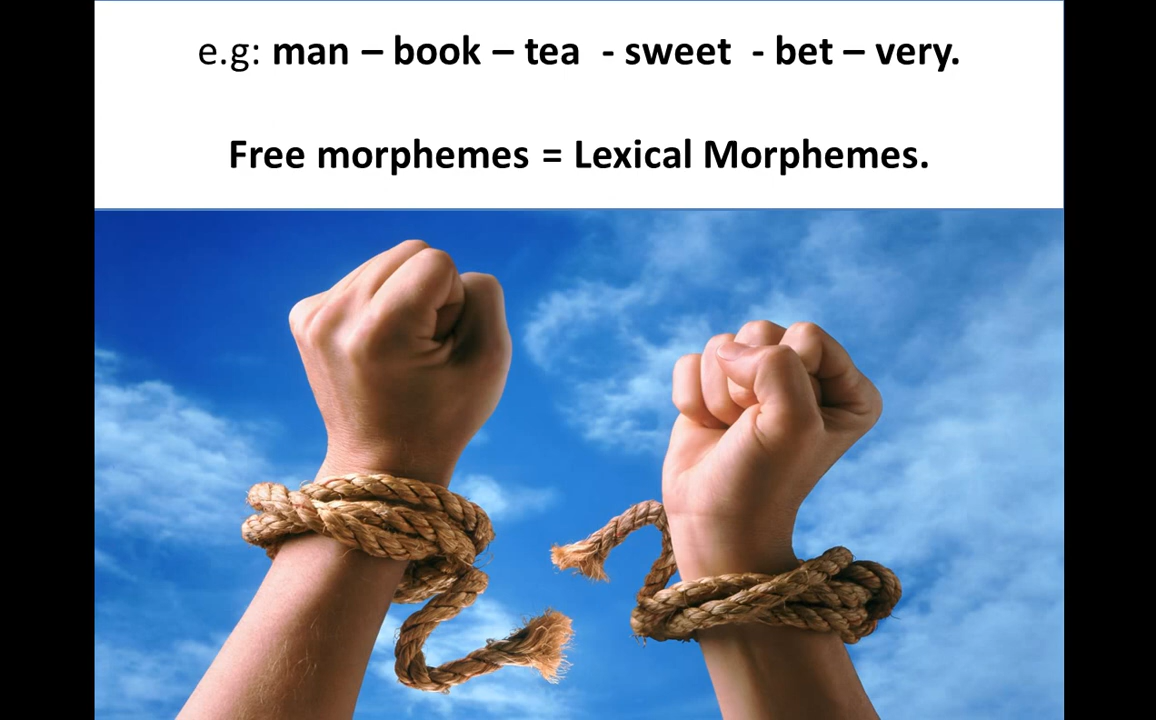 e.g: man – book – tea - sweet - bet – very.
Free morphemes = Lexical Morphemes.